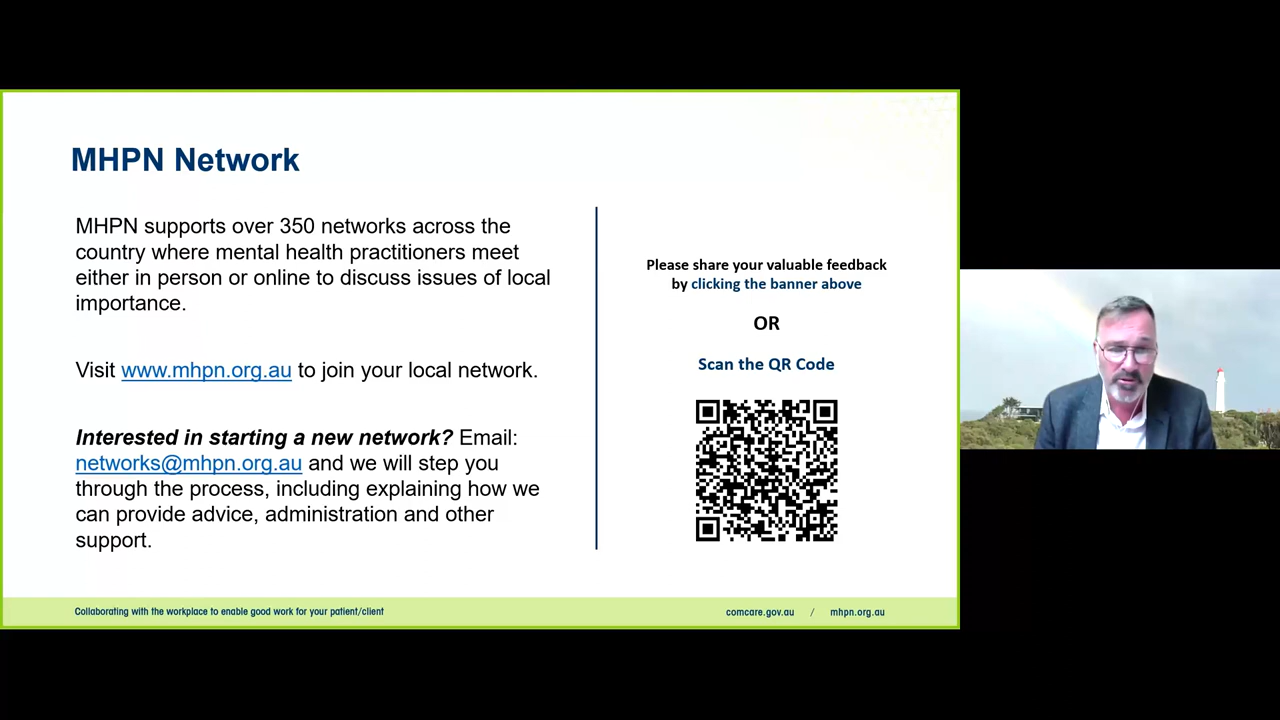 MHPN Network
MHPN supports over 350 networks across the
country where mental health practitioners meet
either in person or online to discuss issues of local
importance.
Visit www.mhpn.org.au to join your local network.
Interested in starting a new network? Email:
networks@mhpn.org.au and we will step you
through the process, including explaining how we
can provide advice, administration and other
support.
Please share your valuable feedback
by clicking the banner above
OR
Scan the QR Code
Collaborating with the workplace to enable good work for your patient/client
comcare.gov.au / mhpn.org.au